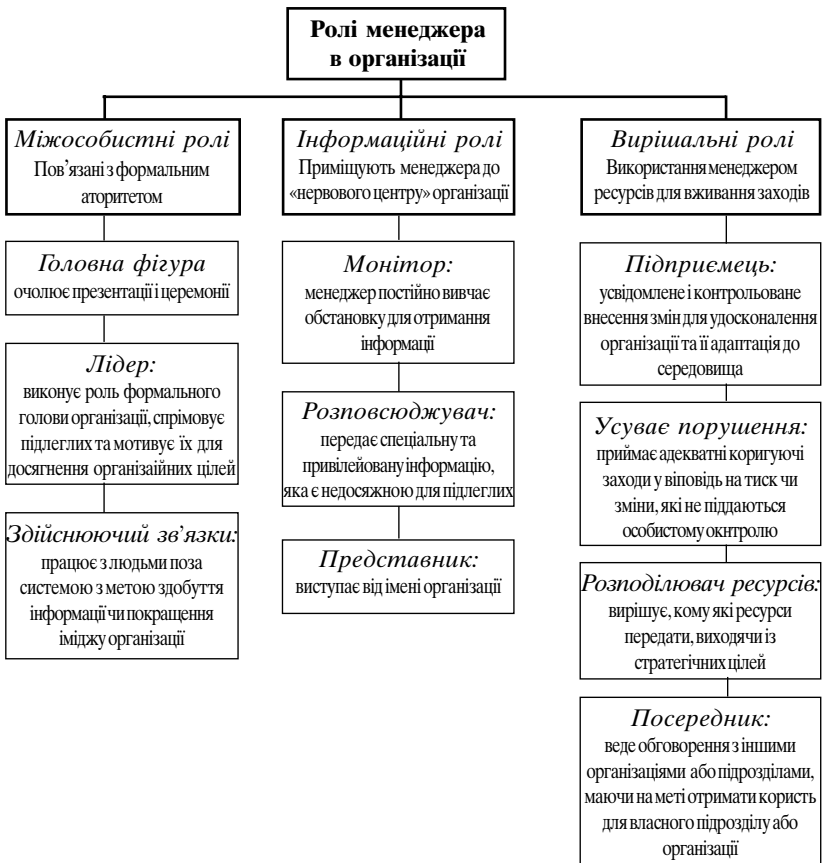 Ролі менеджера
в організації
Міжособистні ролі
Пов’язані з формальним
аторитетом
Головна фігура
очолює презентації і церемонії
Лідер:
виконує роль формального
голови організації, спрімовує
підлеглих та мотивує їх для
досягнення організаійних цілей
Здійснюючий зв’язки:
працює з людьми поза
системою з метою здобуття
інформації чи покращення
іміджу організації
Інформаційні ролі
Приміщують менеджера до
«нервового центру» організації
Монітор:
менеджер постійно вивчає
обстановку для отримання
інформації
Розповсюджувач:
передає спеціальну та
привілейовану інформацію,
яка є недосяжною для підлеглих
Представник:
виступає від імені організації
Вирішальні ролі
Використання менеджером
ресурсів для вживання заходів
Підприємець:
усвідомлене і контрольоване
внесення змін для удосконалення
організації та її адаптація до
середовища
Усуває порушення:
приймає адекватні коригуючі
заходи у віповідь на тиск чи
зміни, які не піддаються
особистому окнтролю
Розподілювач ресурсів:
вирішує, кому які ресурси
передати, виходячи із
стратегічних цілей
Посередник:
веде обговорення з іншими
організаціями або підрозділами,
маючи на меті отримати користь
для власного підрозділу або
організації